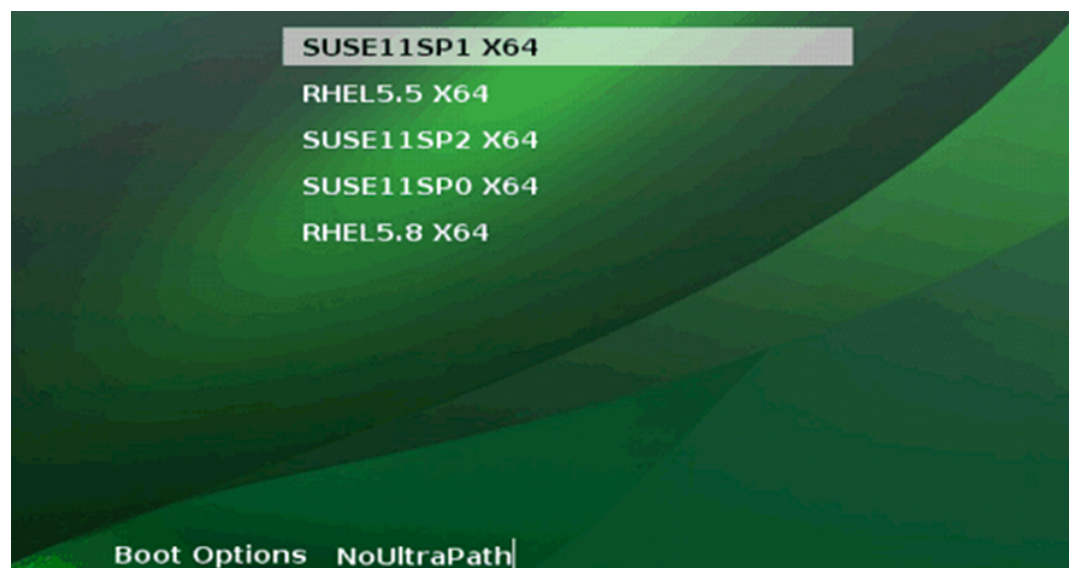 SUSE11SP1 X64
RHEL5.5 X64
SUSE11SP2 X64
SUSE11SP0 X64
RHEL5.8 X64
Boot Options NoUltraPath